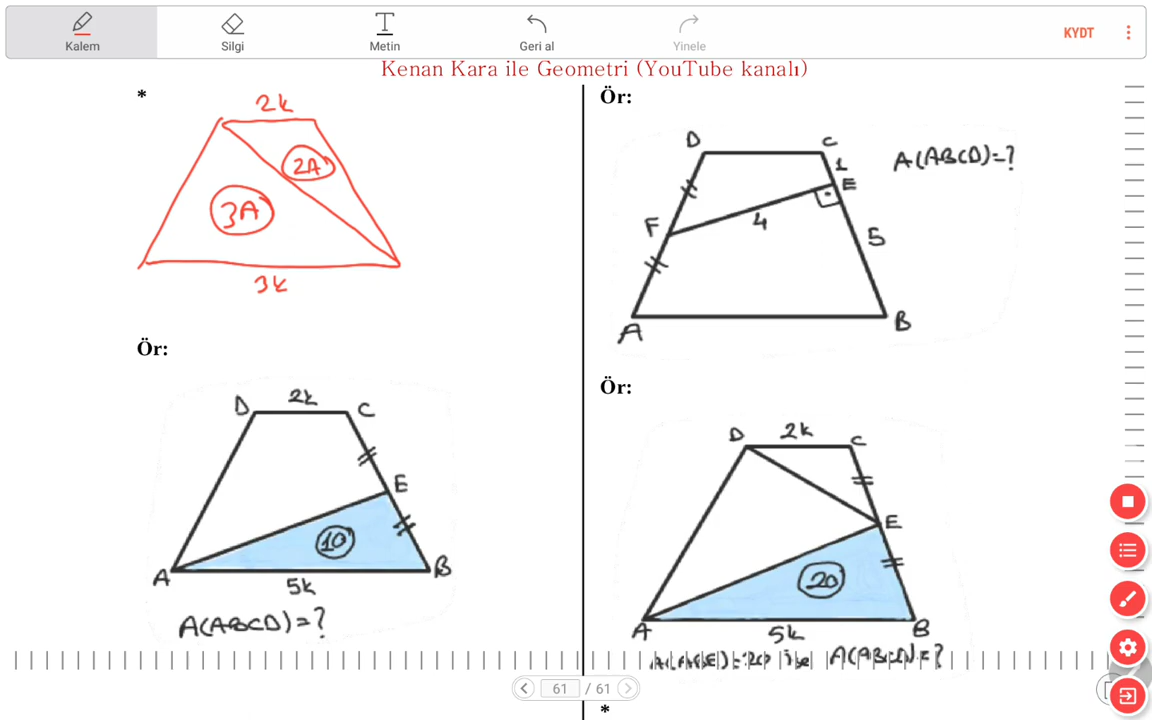 Kalem
Silgi
Metin
Geri al
Yinele
KYDT
Kenan Kara ile Geometri (YouTube kanalı)
*
2k
2A
3A
3k
Ör:
D 2k C
E
10
A 5k B
A(ABCD)=?
Ör:
D C
1
E
A(ABCD)=?
F 4 5
A B
Ör:
D 2k C
E
20
A 5k B
ise A(ABCD)=?
61 / 61
*